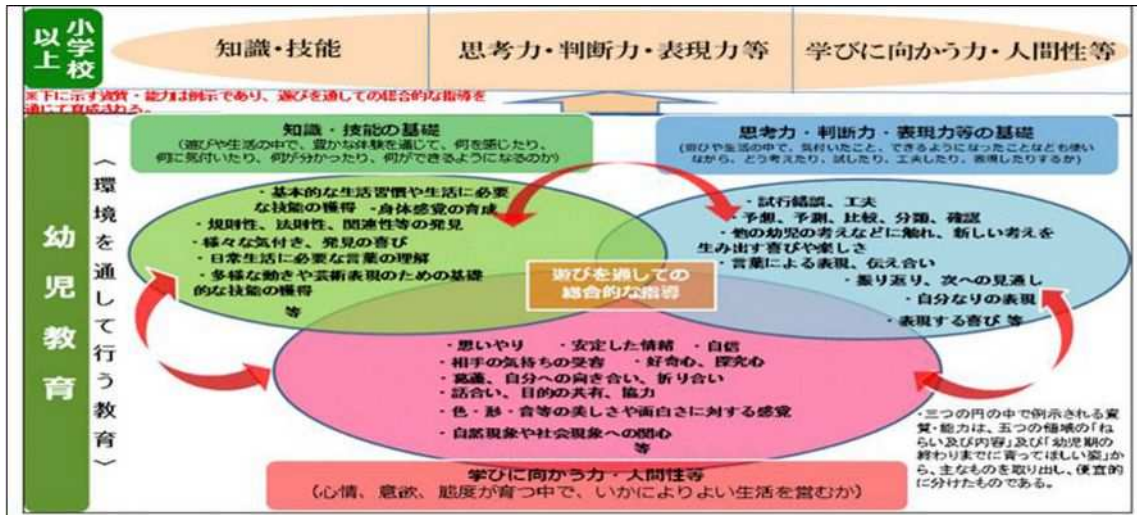 小学校
以上
知識・技能
思考力・判断力・表現力等
学びに向かう力・人間性等
※下に示す資質・能力は例示であり、遊びを通しての総合的な指導を
通じて育成される。
幼児教育
〈環境を通して行う教育〉
知識・技能の基礎
(遊びや生活の中で、豊かな体験を通じて、何を感じたり、
何に気付いたり、何が分かったり、何ができるようになるのか)
思考力・判断力・表現力等の基礎
(遊びや生活の中で、気付いたこと、できるようになったことなども使い
ながら、どう考えたり、試したり、工夫したり、表現したりするか)
・基本的な生活習慣や生活に必要
な技能の獲得 ・身体感覚の育成
・規則性、法則性、関連性等の発見
・様々な気付き、発見の喜び
・日常生活に必要な言葉の理解
・多様な動きや芸術表現のための基礎
的な技能の獲得
等
・試行錯誤、工夫
・予想、予測、比較、分類、確認
・他の幼児の考えなどに触れ、新しい考えを
生み出す喜びや楽しさ
・言葉による表現、伝え合い
・振り返り、次への見通し
・自分なりの表現
・表現する喜び 等
遊びを通しての
総合的な指導
・思いやり ・安定した情緒 ・自信
・相手の気持ちの受容 ・好奇心、探究心
・葛藤、自分への向き合い、折り合い
・話合い、目的の共有、協力
・色・形・音等の美しさや面白さに対する感覚
・自然現象や社会現象への関心
等
学びに向かう力・人間性等
(心情、意欲、態度が育つ中で、いかによりよい生活を営むか)
・三つの円の中で例示される資
質・能力は、五つの領域の「ね
らい及び内容」及び「幼児期の
終わりまでに育ってほしい姿」か
ら、主なものを取り出し、便宜的
に分けたものである。